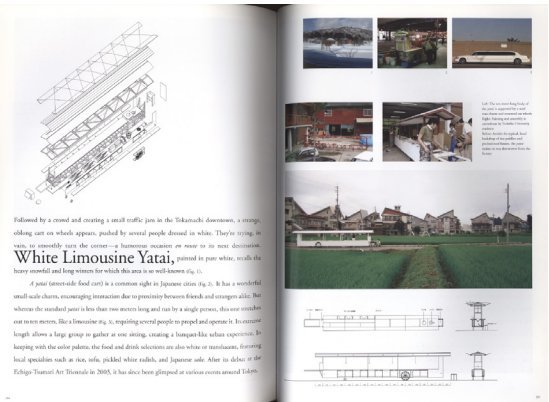 Followed by a crowd and creating a small traffic jam in the Tokamachi downtown, a strange,
oblong cart on wheels appears, pushed by several people dressed in white. They're trying, in
vain, to smoothly turn the corner—a humorous occasion en route to its next destination.
White Limousine Yatai, painted in pure white, recalls the
heavy snowfall and long winters for which this area is so well-known (fig. 1).
A yatai (street-side food cart) is a common sight in Japanese cities (fig. 2). It has a wonderful
small-scale charm, encouraging interaction due to proximity between friends and strangers alike. But
whereas the standard yatai is less than two meters long and run by a single person, this one stretches
out to ten meters, like a limousine (fig. 3), requiring several people to propel and operate it. Its extreme
length allows a large group to gather at one sitting, creating a banquet-like urban experience. In
keeping with the color palette, the food and drink selections are also white or translucent, featuring
local specialties such as rice, tofu, pickled white radish, and Japanese sake. After its debut at the
Echigo-Tsumari Art Triennale in 2003, it has since been glimpsed at various events around Tokyo.